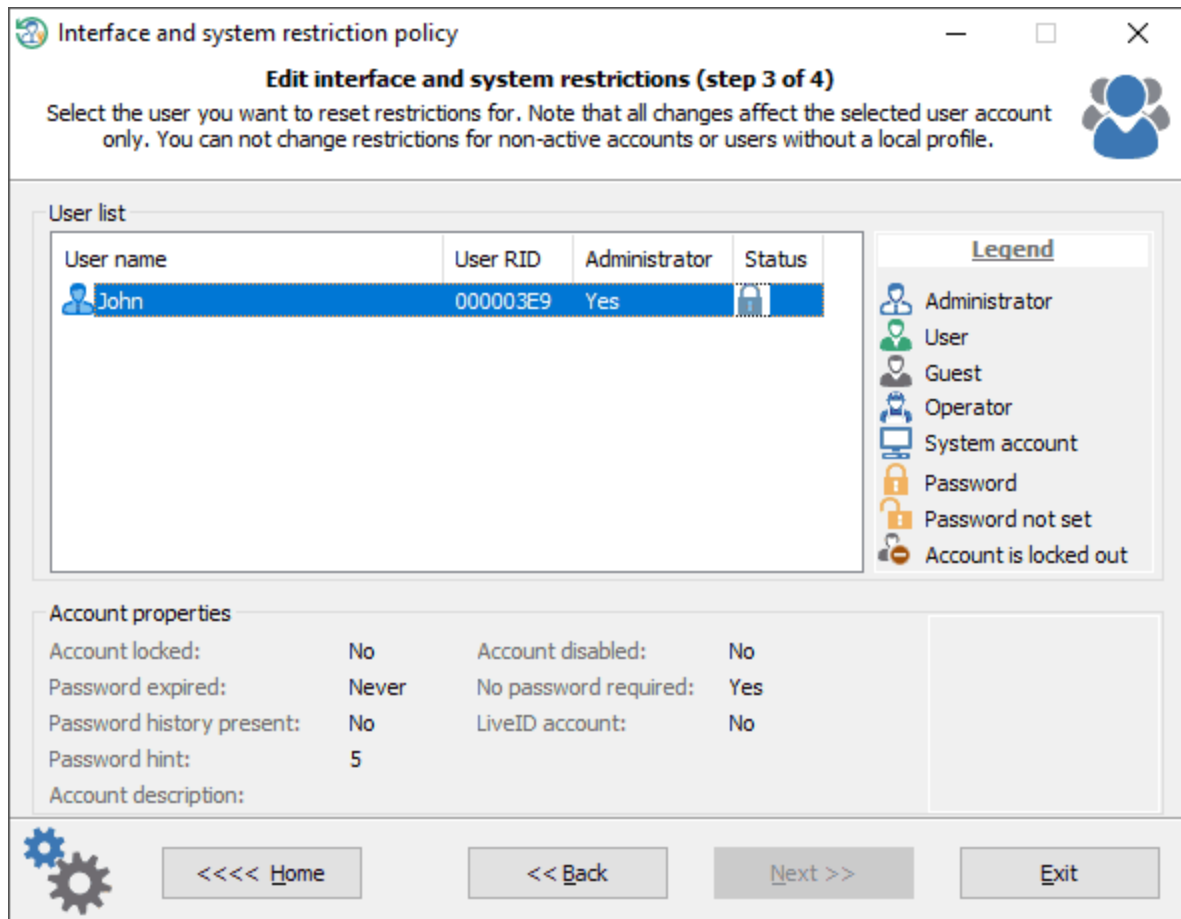 Interface and system restriction policy
Edit interface and system restrictions (step 3 of 4)
Select the user you want to reset restrictions for. Note that all changes affect the selected user account
only. You can not change restrictions for non-active accounts or users without a local profile.
User list
User name User RID Administrator Status
John 000003E9 Yes
Legend
Administrator
User
Guest
Operator
System account
Password
Password not set
Account is locked out
Account properties
Account locked: No Account disabled: No
Password expired: Never No password required: Yes
Password history present: No LiveID account: No
Password hint: 5
Account description:
<<<< Home << Back Next >> Exit